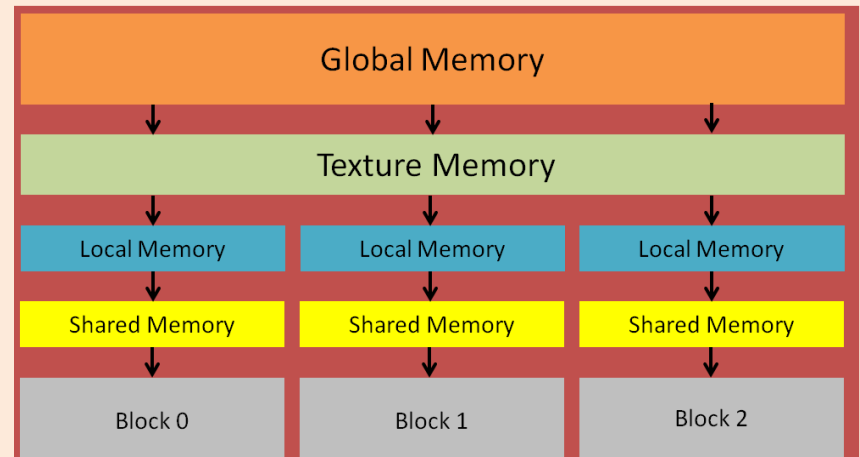 Global Memory
Texture Memory
Local Memory
Local Memory
Local Memory
Shared Memory
Shared Memory
Shared Memory
Block 0
Block 1
Block 2